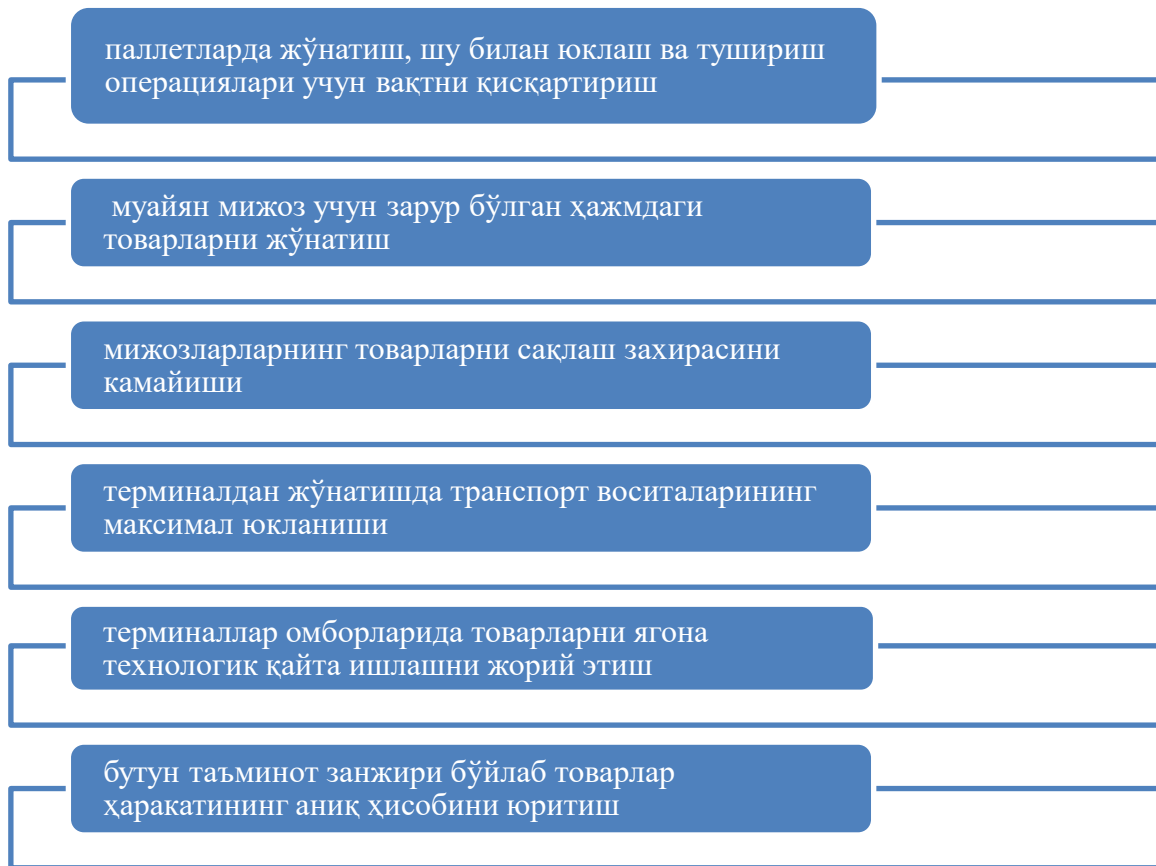 паллетларда жўнатиш, шу билан юклаш ва тушириш
операциялари учун вақтни қисқартириш
муайян мижоз учун зарур бўлган ҳажмдаги
товарларни жўнатиш
мижозларларнинг товарларни сақлаш захирасини
камайиши
терминалдан жўнатишда транспорт воситаларининг
максимал юкланиши
терминаллар омборларида товарларни ягона
технологик қайта ишлашни жорий этиш
бутун таъминот занжири бўйлаб товарлар
ҳаракатининг аниқ ҳисобини юритиш